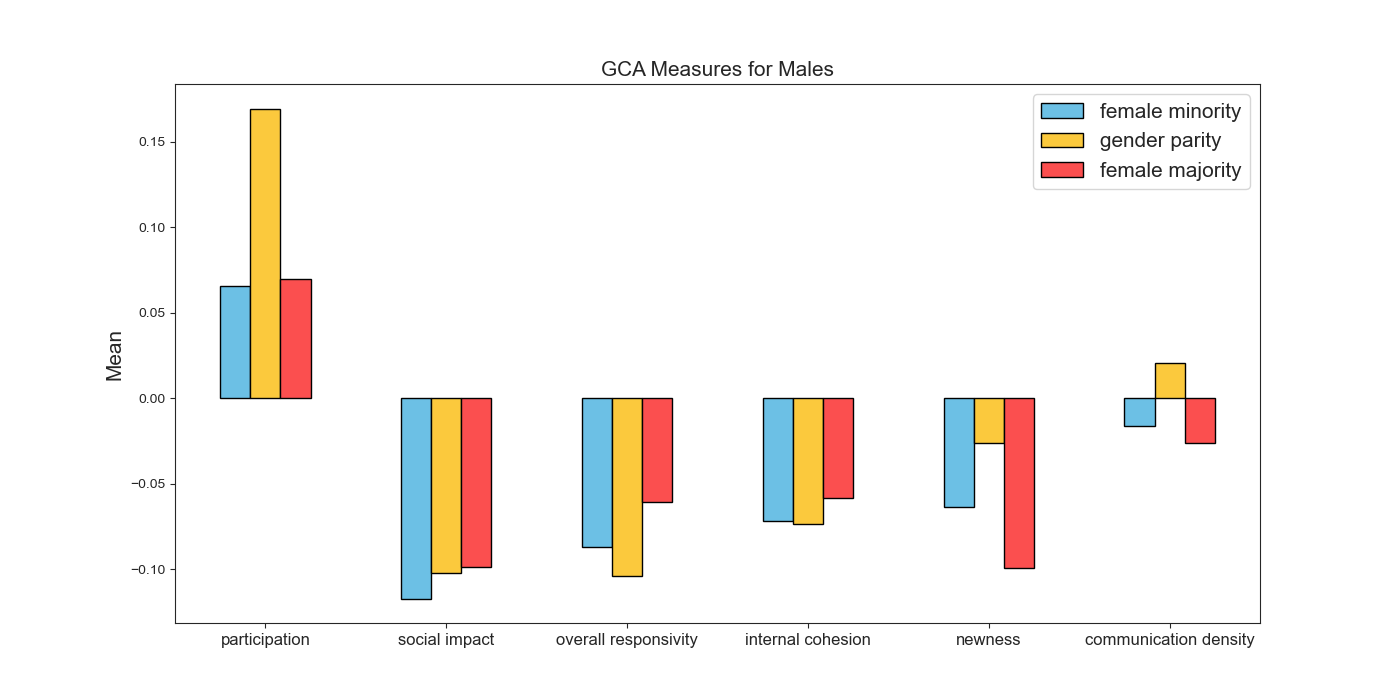 GCA Measures for Males
female minority
gender parity
female majority
Mean
0.15
0.10
0.05
0.00
−0.05
−0.10
participation
social impact
overall responsivity
internal cohesion
newness
communication density